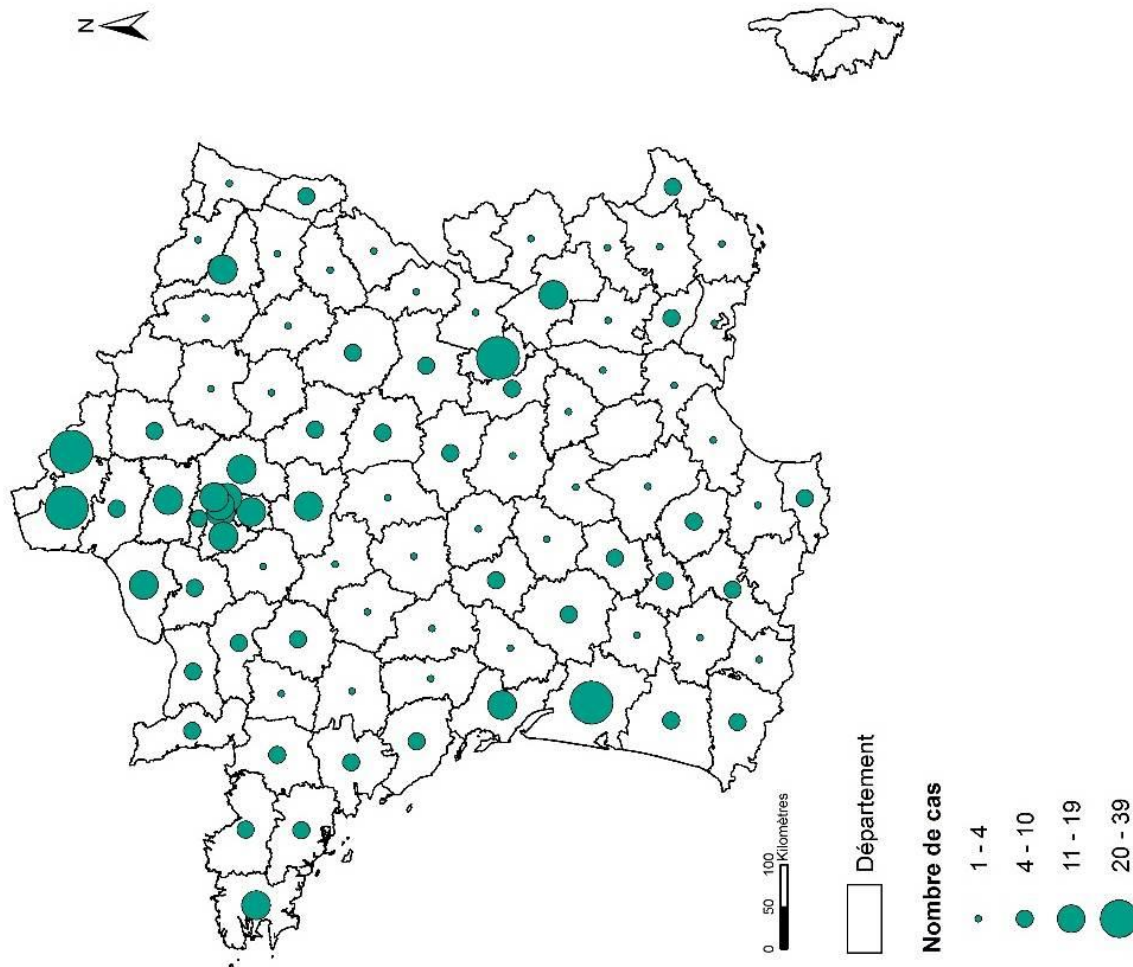 N
0 50 100
Kilomètres
Département
Nombre de cas
1 - 4
4 - 10
11 - 19
20 - 39